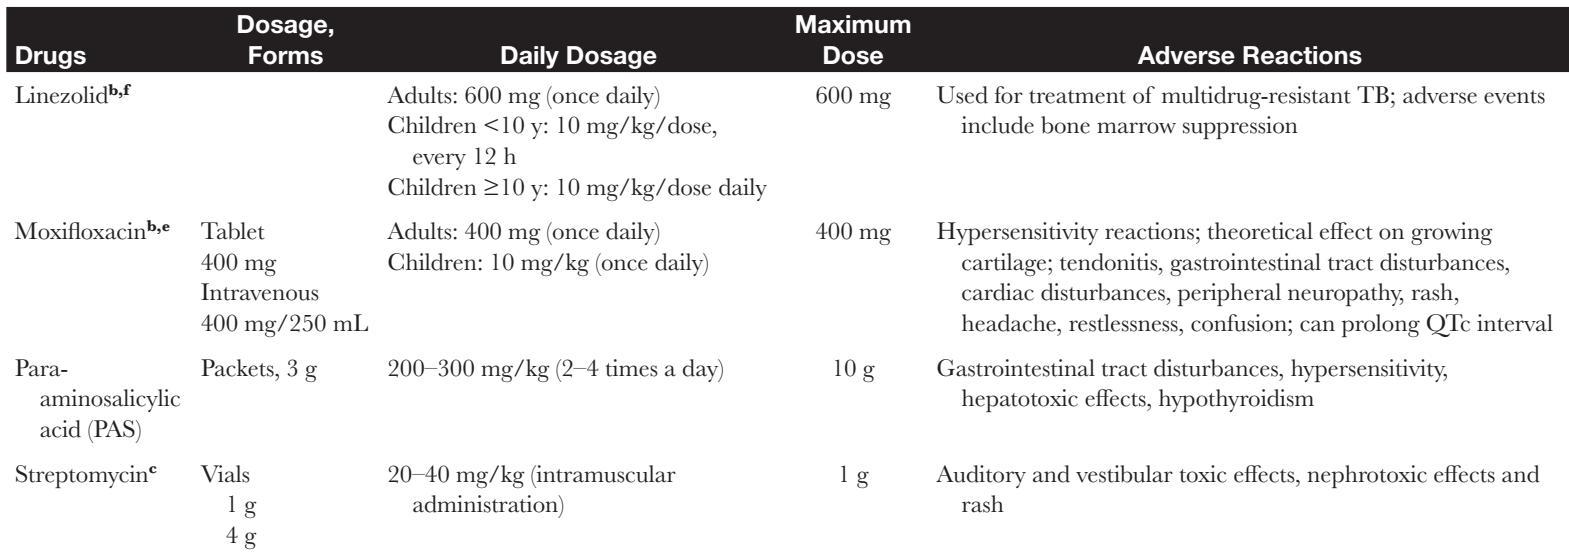 Drugs Dosage, Forms Daily Dosage Maximum Dose Adverse Reactions
Linezolidb,f Adults: 600 mg (once daily) 600 mg Used for treatment of multidrug-resistant TB; adverse events
Children <10 y: 10 mg/kg/dose, include bone marrow suppression
every 12 h
Children ≥10 y: 10 mg/kg/dose daily
Moxifloxacinb,e Tablet Adults: 400 mg (once daily) 400 mg Hypersensitivity reactions; theoretical effect on growing
400 mg Children: 10 mg/kg (once daily) cartilage; tendonitis, gastrointestinal tract disturbances,
Intravenous cardiac disturbances, peripheral neuropathy, rash,
400 mg/250 mL headache, restlessness, confusion; can prolong QTc interval
Para- Packets, 3 g 200–300 mg/kg (2–4 times a day) 10 g Gastrointestinal tract disturbances, hypersensitivity,
aminosalicylic hepatotoxic effects, hypothyroidism
acid (PAS)
Streptomycinc Vials 20–40 mg/kg (intramuscular 1 g Auditory and vestibular toxic effects, nephrotoxic effects and
1 g administration) rash
4 g